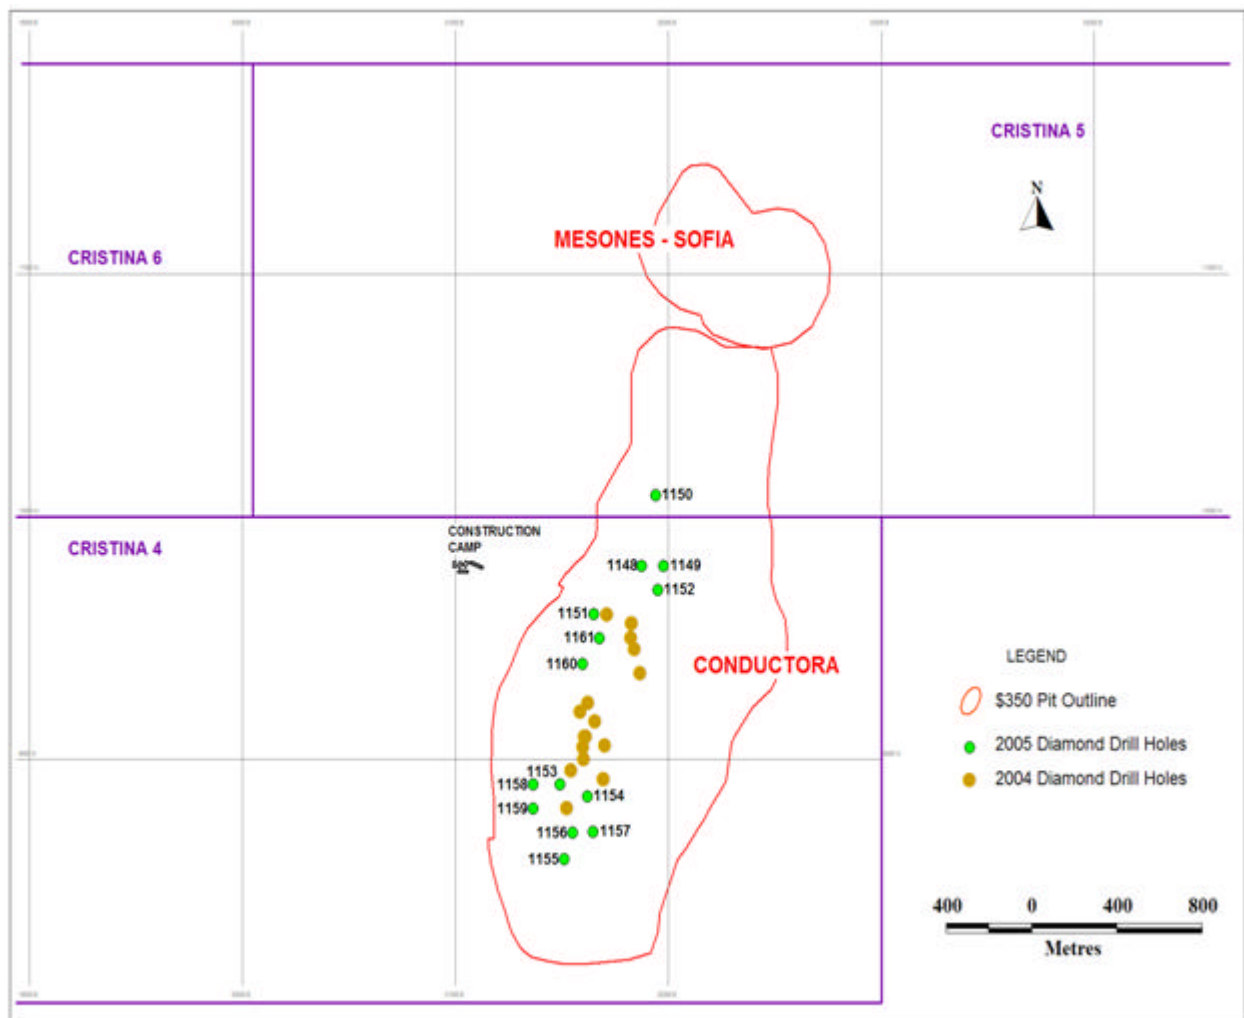 CRISTINA 5
N
MESONES - SOFIA
CRISTINA 6
1150
CONSTRUCTION
CAMP
CRISTINA 4
1148
1149
1152
1151
1161
1160
CONDUCTORA
LEGEND
$350 Pit Outline
2005 Diamond Drill Holes
2004 Diamond Drill Holes
1153
1158
1154
1159
1156
1157
1155
400 0 400 800
Metres